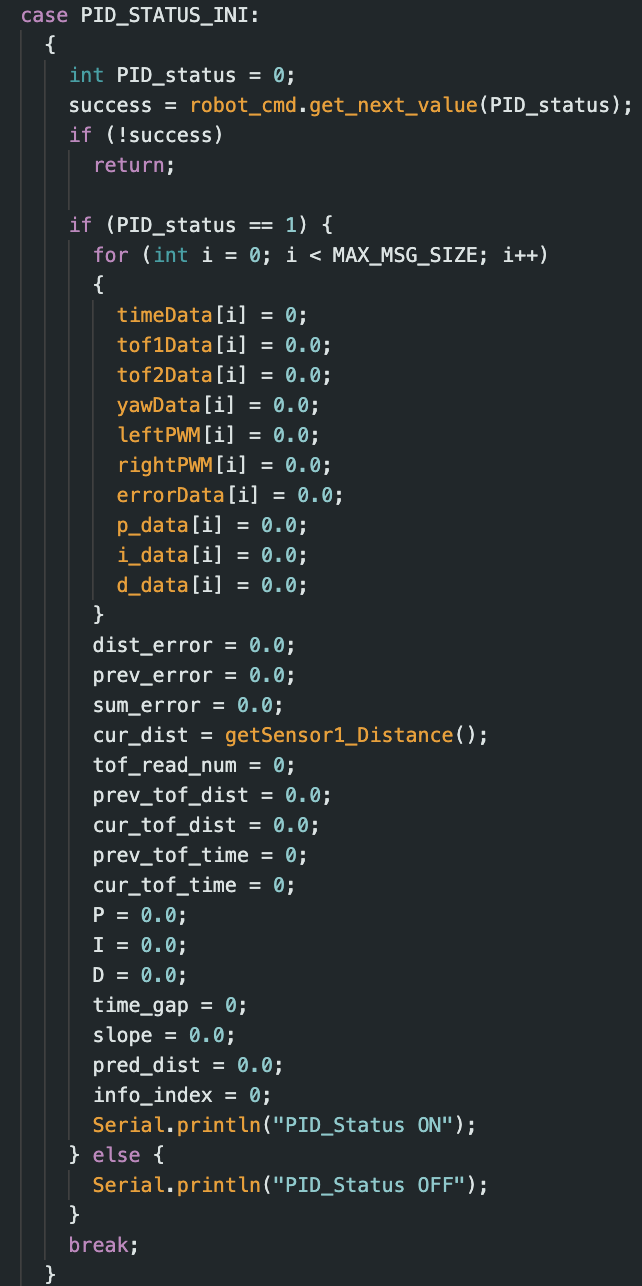 case PID_STATUS_INI:
  {
    int PID_status = 0;
    success = robot_cmd.get_next_value(PID_status);
    if (!success)
      return;

    if (PID_status == 1) {
      for (int i = 0; i < MAX_MSG_SIZE; i++)
      {
        timeData[i] = 0;
        tof1Data[i] = 0.0;
        tof2Data[i] = 0.0;
        yawData[i] = 0.0;
        leftPWM[i] = 0.0;
        rightPWM[i] = 0.0;
        errorData[i] = 0.0;
        p_data[i] = 0.0;
        i_data[i] = 0.0;
        d_data[i] = 0.0;
      }
      dist_error = 0.0;
      prev_error = 0.0;
      sum_error = 0.0;
      cur_dist = getSensor1_Distance();
      tof_read_num = 0;
      prev_tof_dist = 0.0;
      cur_tof_dist = 0.0;
      prev_tof_time = 0;
      cur_tof_time = 0;
      P = 0.0;
      I = 0.0;
      D = 0.0;
      time_gap = 0;
      slope = 0.0;
      pred_dist = 0.0;
      info_index = 0;
      Serial.println("PID_Status ON");
    } else {
      Serial.println("PID_Status OFF");
    }
    break;
  }